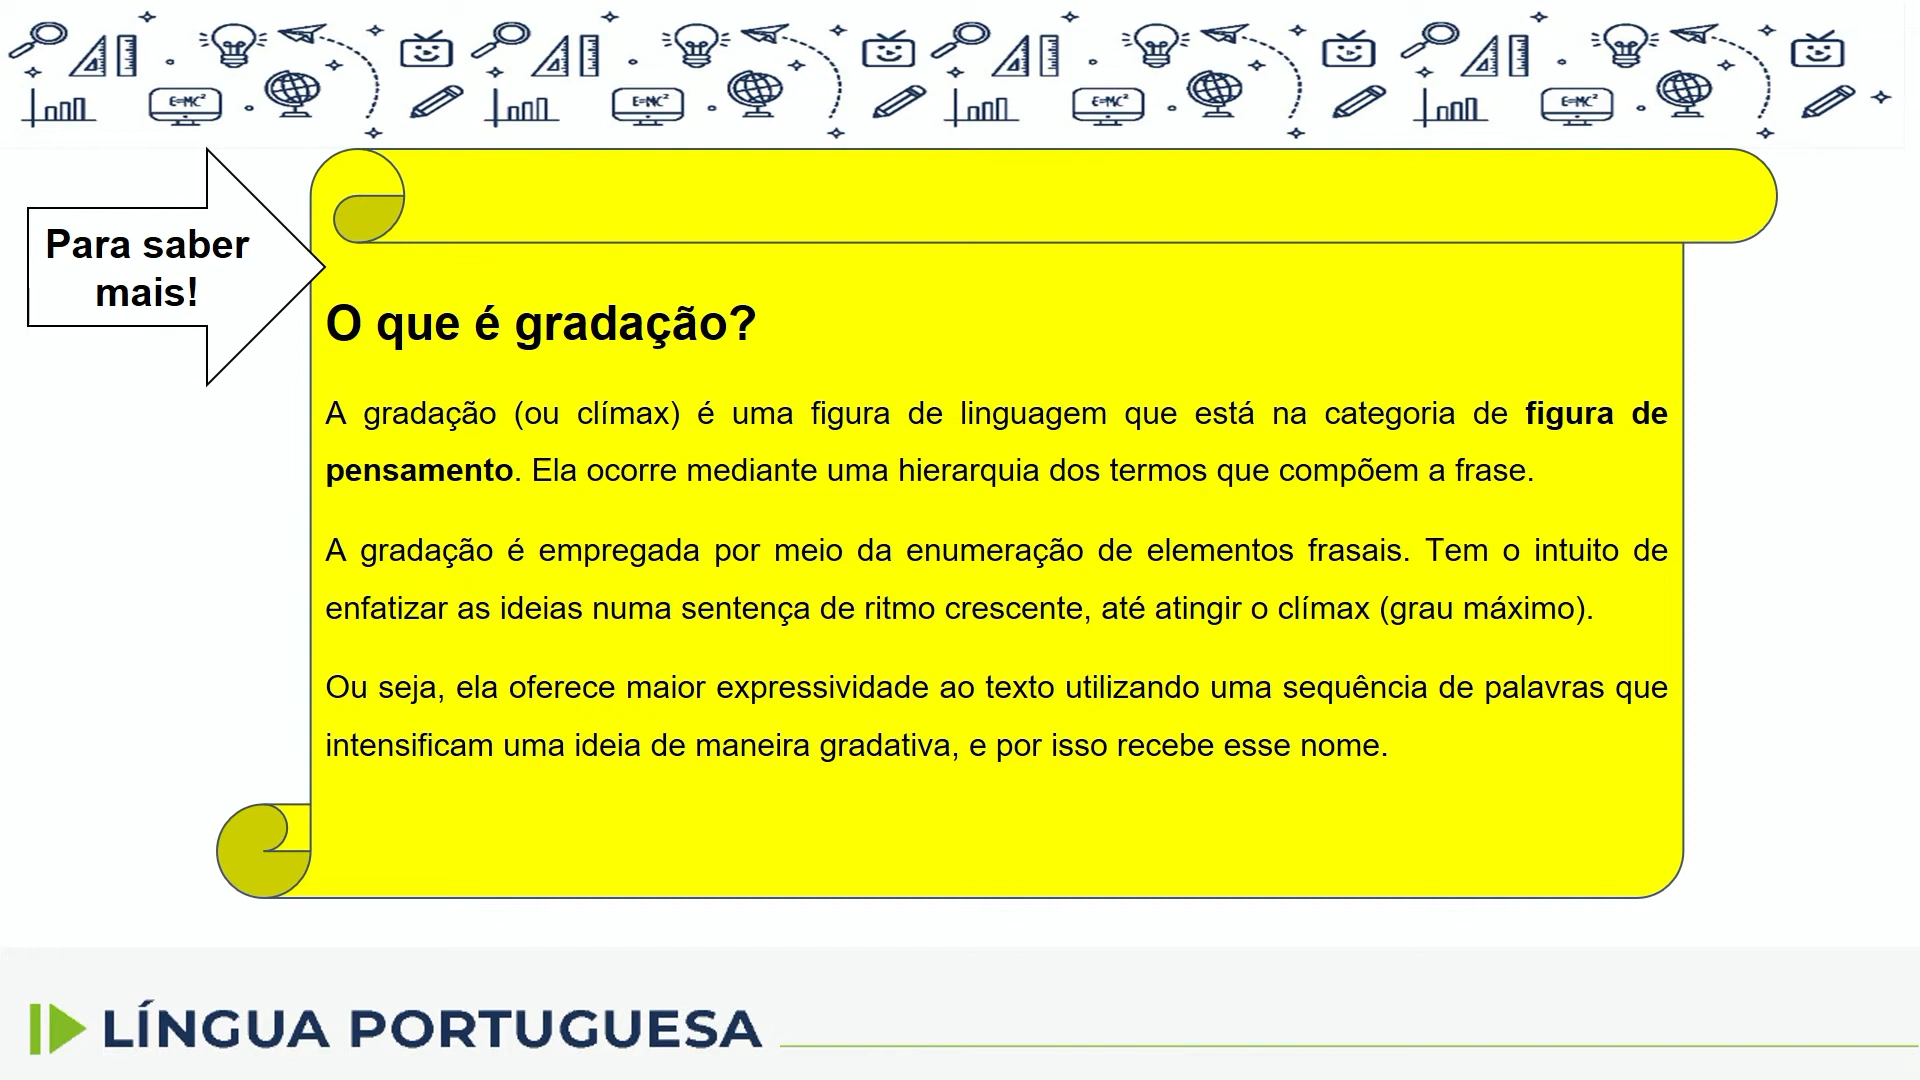 E=MC²
E=MC²
E=MC²
E=MC²
Para saber
mais!
O que é gradação?
A gradação (ou clímax) é uma figura de linguagem que está na categoria de figura de
pensamento. Ela ocorre mediante uma hierarquia dos termos que compõem a frase.
A gradação é empregada por meio da enumeração de elementos frasais. Tem o intuito de
enfatizar as ideias numa sentença de ritmo crescente, até atingir o clímax (grau máximo).
Ou seja, ela oferece maior expressividade ao texto utilizando uma sequência de palavras que
intensificam uma ideia de maneira gradativa, e por isso recebe esse nome.
LÍNGUA PORTUGUESA